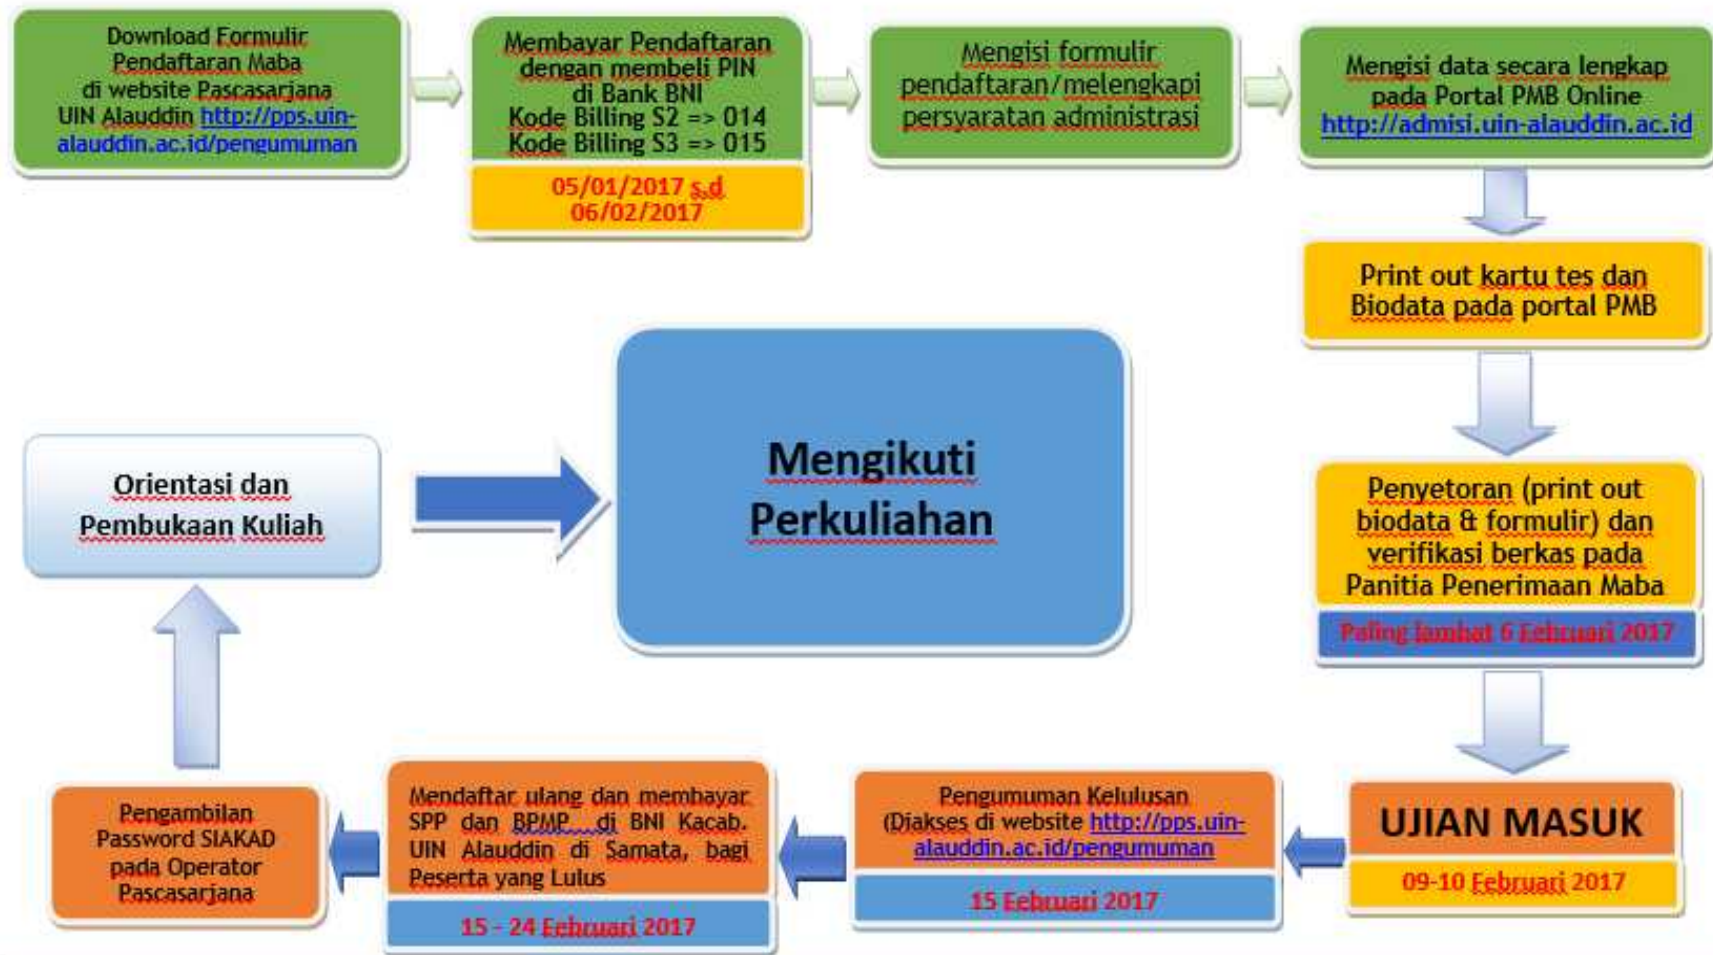 Download Formulir
Pendaftaran Maba
di website Pascasarjana
UIN Alauddin http://pps.uin-
alauddin.ac.id/pengumuman
Membayar Pendaftaran
dengan membeli PIN
di Bank BNI
Kode Billing S2 => 014
Kode Billing S3 => 015
05/01/2017 s.d
06/02/2017
Mengisi formulir
pendaftaran/melengkapi
persyaratan administrasi
Mengisi data secara lengkap
pada Portal PMB Online
http://admisi.uin-alauddin.ac.id
Print out kartu tes dan
Biodata pada portal PMB
Penyetoran (print out
biodata & formulir) dan
verifikasi berkas pada
Panitia Penerimaan Maba
Paling lambat 6 Februari 2017
UJIAN MASUK
09-10 Februari 2017
Pengumuman Kelulusan
(Diakses di website http://pps.uin-
alauddin.ac.id/pengumuman
15 Februari 2017
Mendaftar ulang dan membayar
SPP dan BPMP di BNI Kacab.
UIN Alauddin di Samata, bagi
Peserta yang Lulus
15 - 24 Februari 2017
Pengambilan
Password SIAKAD
pada Operator
Pascasarjana
Orientasi dan
Pembukaan Kuliah
Mengikuti
Perkuliahan